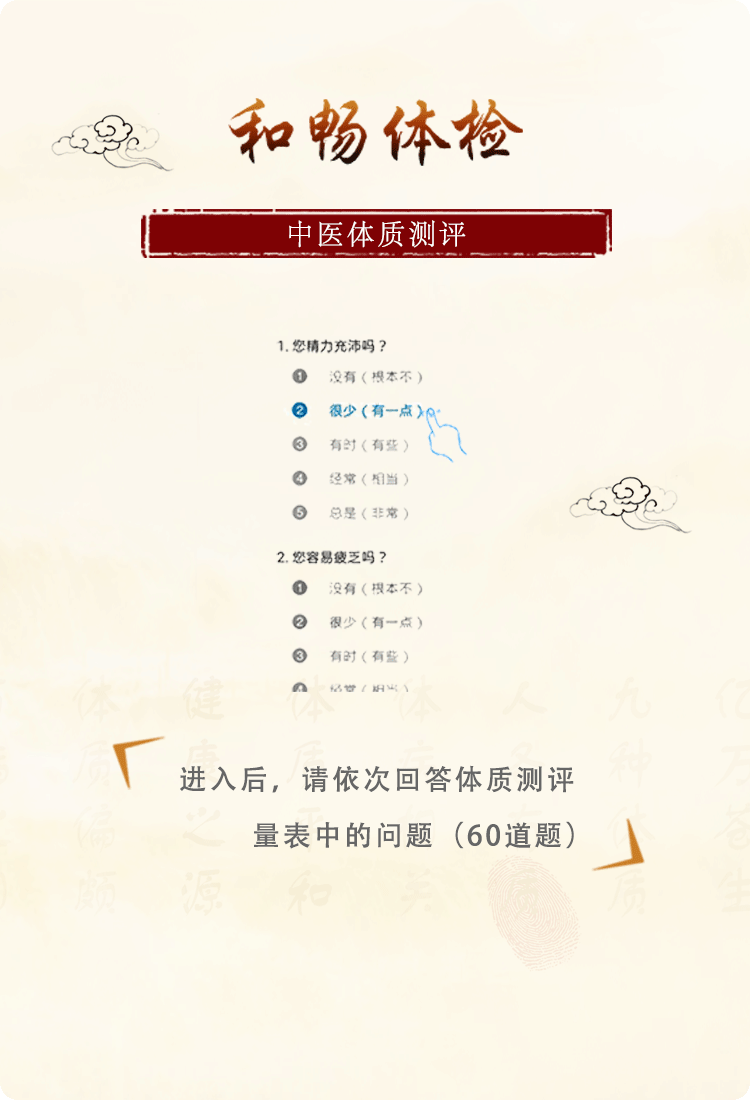 和畅体检
中医体质测评
1. 您精力充沛吗？
1 没有（根本不）
2 很少（有一点）
3 有时（有些）
4 经常（相当）
5 总是（非常）
2. 您容易疲乏吗？
1 没有（根本不）
2 很少（有一点）
3 有时（有些）
4 经常（相当）
进入后，请依次回答体质测评
量表中的问题（60道题）